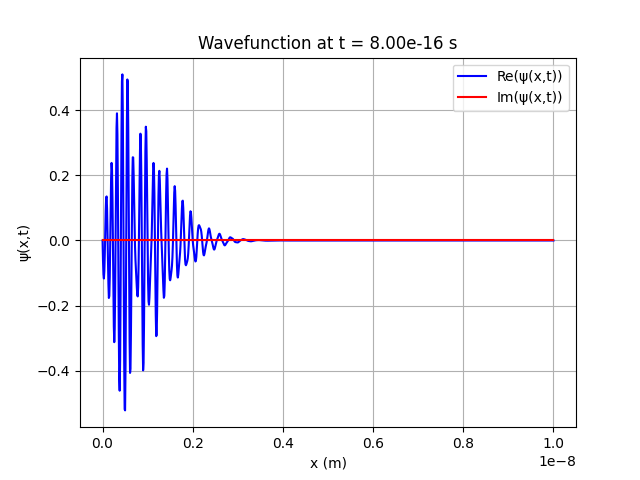 Wavefunction at t = 8.00e-16 s
Re(ψ(x,t))
Im(ψ(x,t))
ψ(x,t)
0.4
0.2
0.0
−0.2
−0.4
0.0 0.2 0.4 0.6 0.8 1.0
1e−8
x (m)